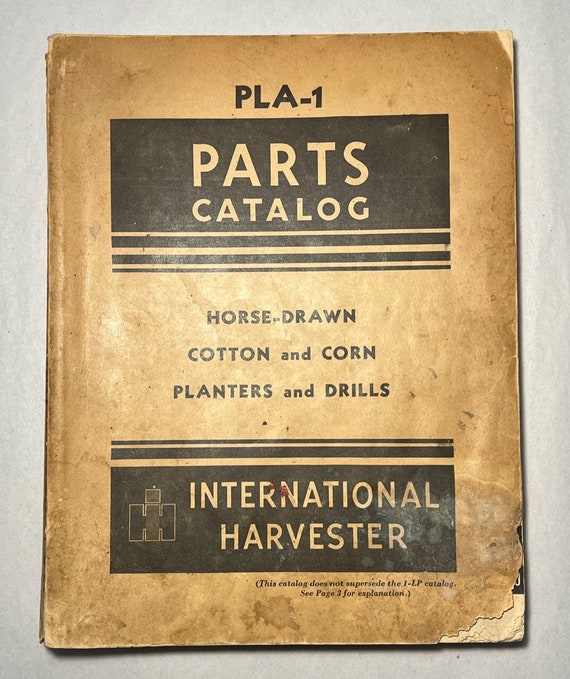 PLA-1
PARTS
CATALOG
HORSE-DRAWN
COTTON and CORN
PLANTERS and DRILLS
INTERNATIONAL
HARVESTER
(This catalog does not supersede the 1-LP catalog.
See Page 3 for explanation.)